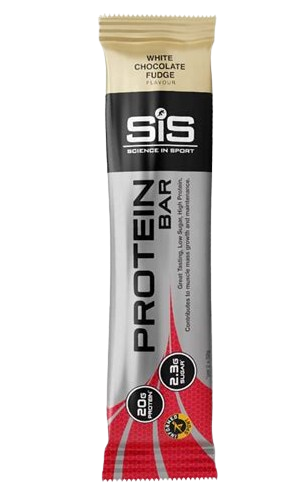 WHITE
CHOCOLATE
FUDGE
FLAVOUR
SiS
SCIENCE IN SPORT
PROTEIN
BAR
Great Tasting, Low Sugar, High Protein.
Contributes to muscle mass growth and maintenance.
20G
PROTEIN
2.3G
SUGAR